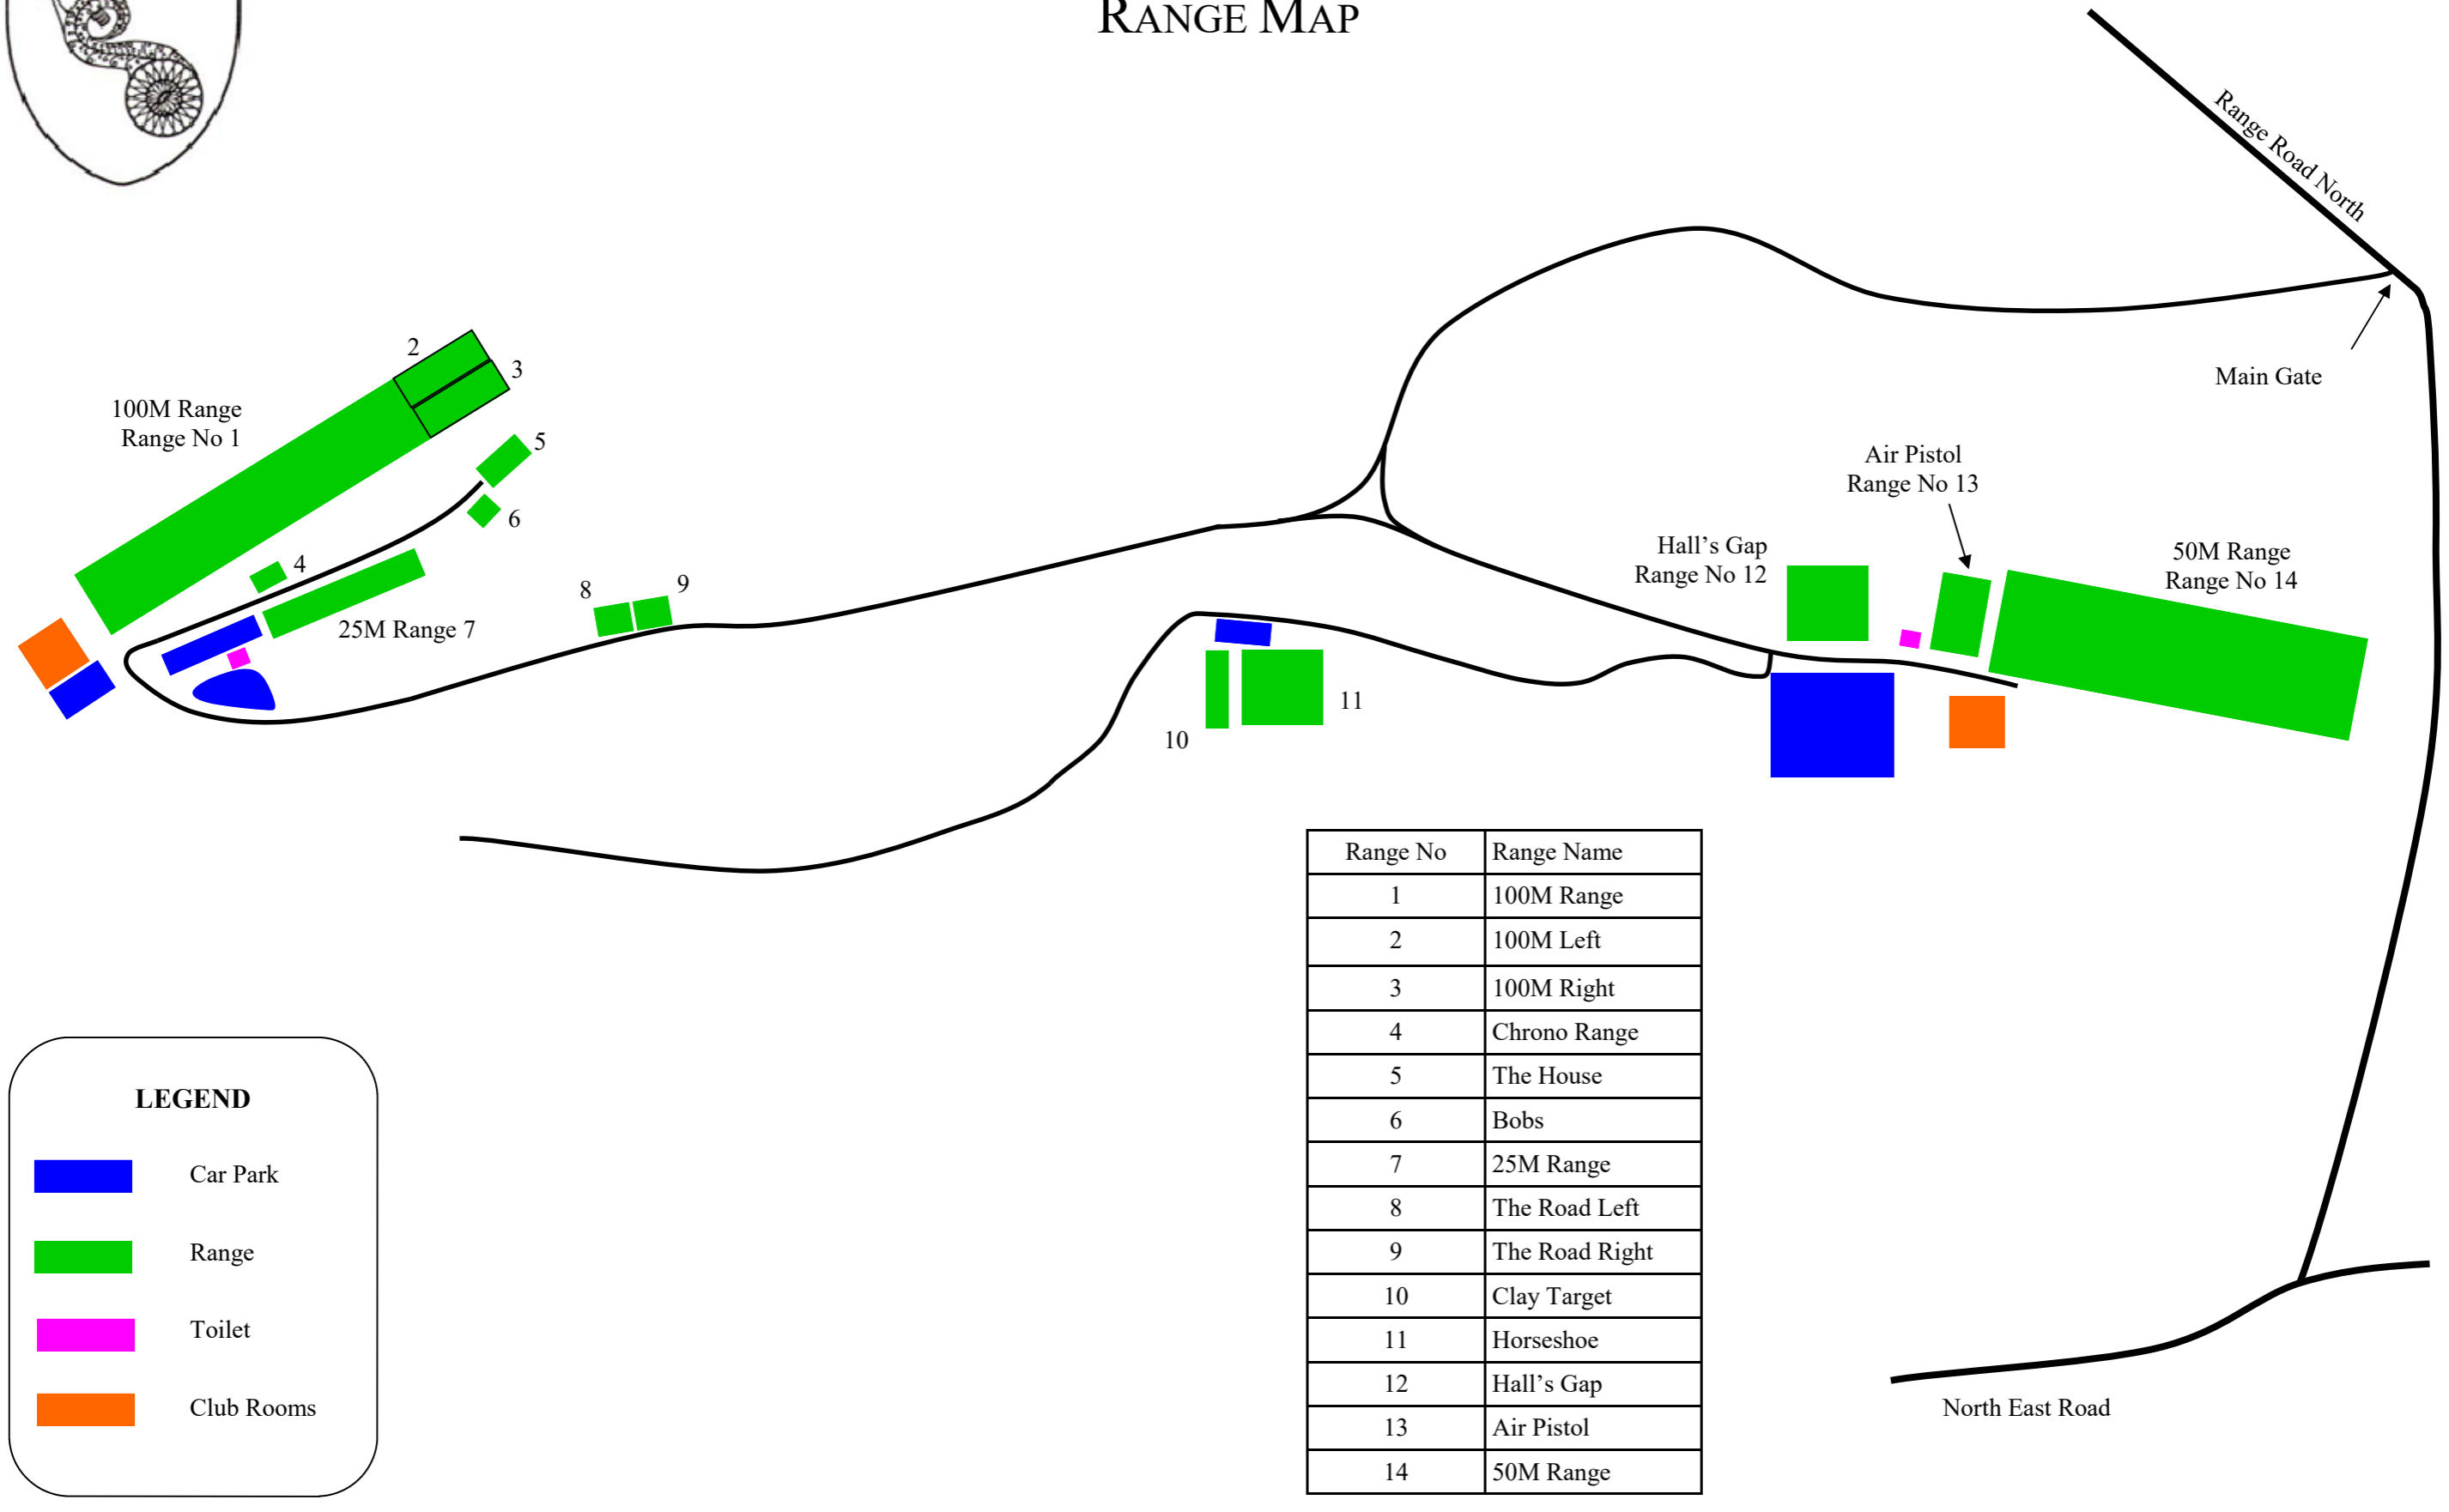 RANGE MAP
Range Road North
Main Gate
2
3
100M Range
Range No 1
5
6
4
25M Range 7
8
9
Air Pistol
Range No 13
Hall’s Gap
Range No 12
50M Range
Range No 14
11
10
Range No Range Name
1 100M Range
2 100M Left
3 100M Right
4 Chrono Range
5 The House
6 Bobs
7 25M Range
8 The Road Left
9 The Road Right
10 Clay Target
11 Horseshoe
12 Hall’s Gap
13 Air Pistol
14 50M Range
LEGEND
Car Park
Range
Toilet
Club Rooms
North East Road